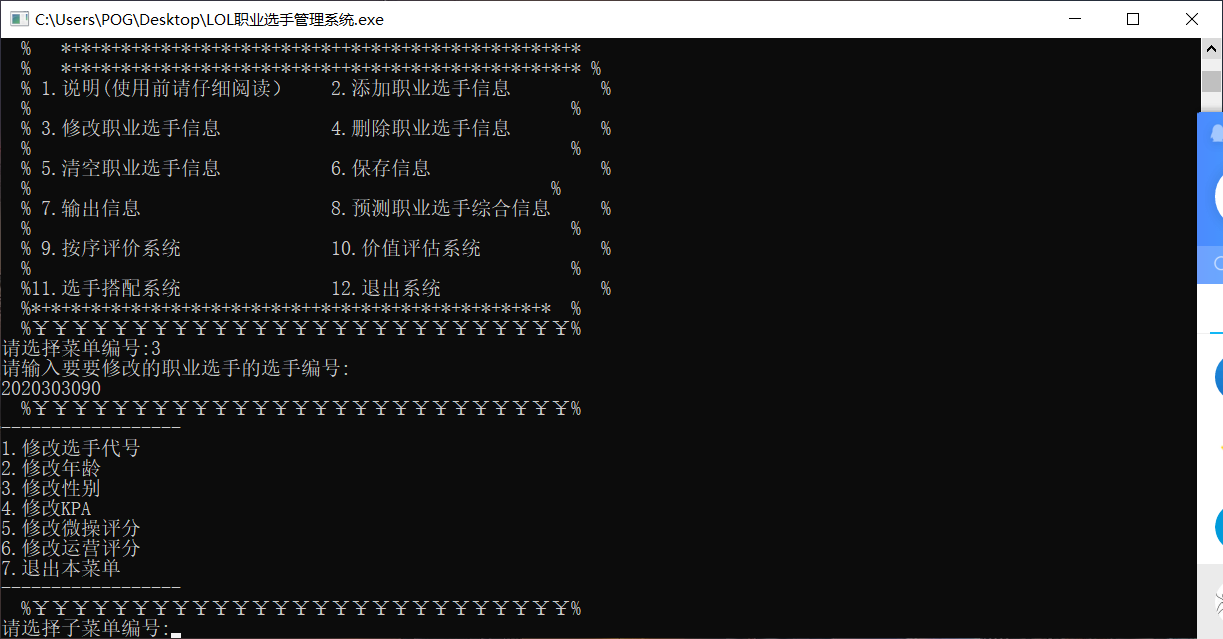 C:\Users\POG\Desktop\LOL职业选手管理系统.exe
%   *+*+*+*+*+*+*+*+*+*+*+*+*+*++*+*+*+*+*+*+*+*+*+*+*+*
%   *+*+*+*+*+*+*+*+*+*+*+*+*+*++*+*+*+*+*+*+*+*+*+*+*+* %
% 1.说明(使用前请仔细阅读）    2.添加职业选手信息         %
%                                                      %
% 3.修改职业选手信息           4.删除职业选手信息         %
%                                                      %
% 5.清空职业选手信息           6.保存信息                 %
%                                                    %
% 7.输出信息                   8.预测职业选手综合信息     %
%                                                      %
% 9.按序评价系统               10.价值评估系统            %
%                                                      %
%11.选手搭配系统               12.退出系统                %
%*+*+*+*+*+*+*+*+*+*+*+*+*+*+*+*+*+*+*+*+*+*+*+*+*+*+*  %
%￥￥￥￥￥￥￥￥￥￥￥￥￥￥￥￥￥￥￥￥￥￥￥￥￥￥￥%
请选择菜单编号:3
请输入要要修改的职业选手的选手编号:
2020303090
%￥￥￥￥￥￥￥￥￥￥￥￥￥￥￥￥￥￥￥￥￥￥￥￥￥￥￥%
------------------
1.修改选手代号
2.修改年龄
3.修改性别
4.修改KPA
5.修改微操评分
6.修改运营评分
7.退出本菜单
------------------
%￥￥￥￥￥￥￥￥￥￥￥￥￥￥￥￥￥￥￥￥￥￥￥￥￥￥￥%
请选择子菜单编号: